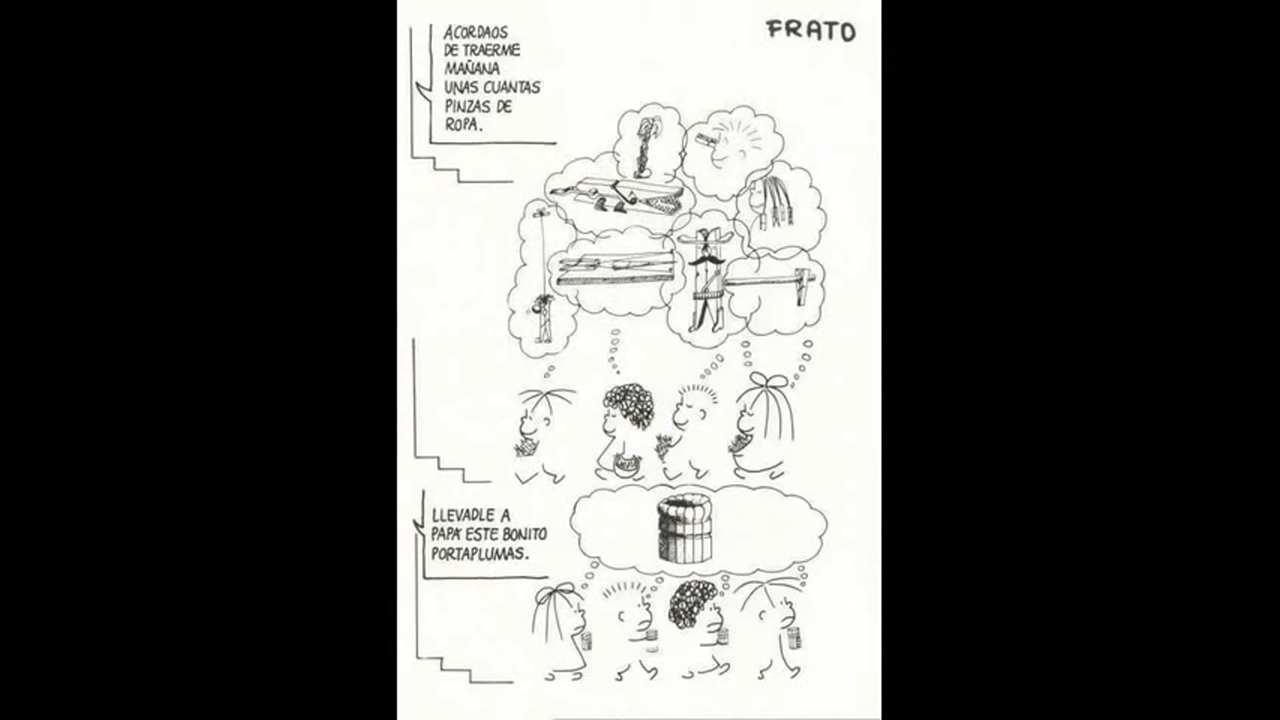 FRATO
ACORDAOS
DE TRAERME
MAÑANA
UNAS CUANTAS
PINZAS DE
ROPA.
LLEVADLE A
PAPÁ ESTE BONITO
PORTAPLUMAS.